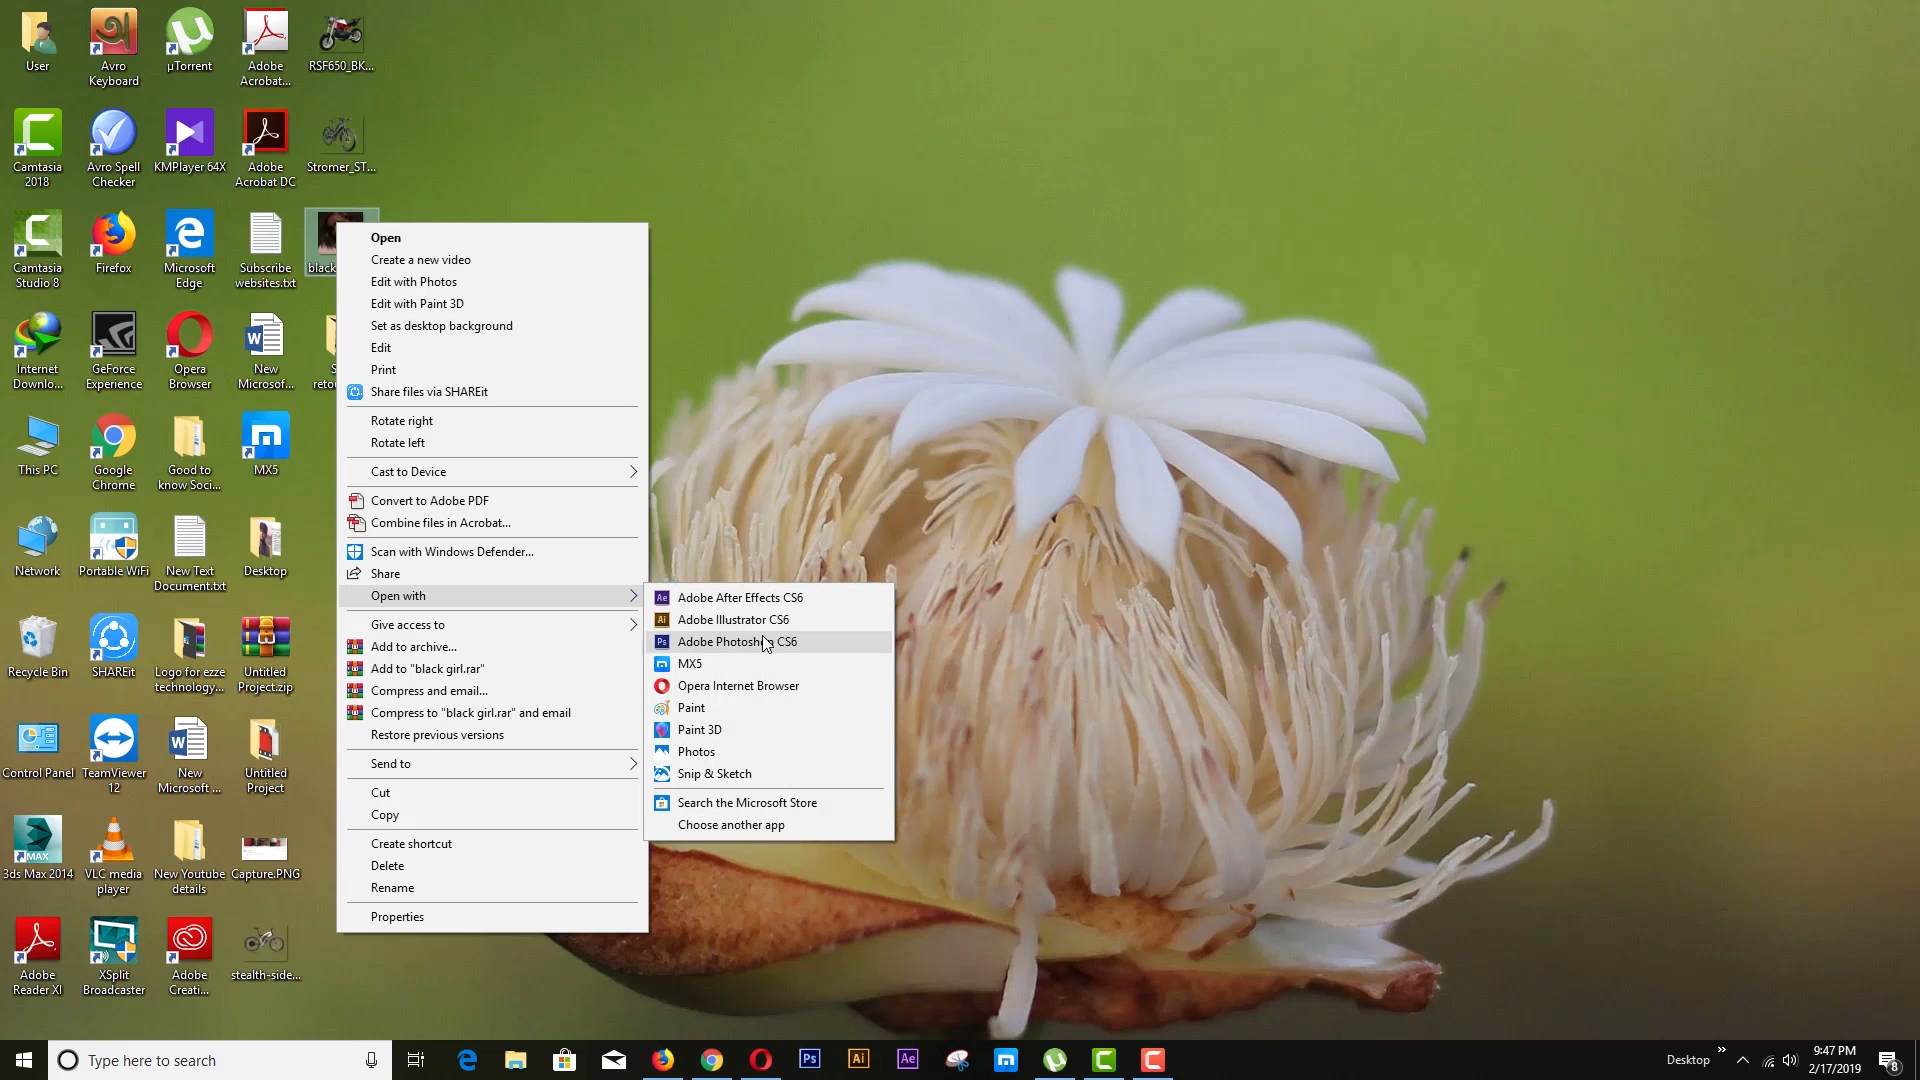 User
Avro
Keyboard
µTorrent
Adobe
Acrobat...
RSF650_BK...
Camtasia
2018
Avro Spell
Checker
KMPlayer 64X
Adobe
Acrobat DC
Stromer_ST...
Camtasia
Studio 8
Firefox
Microsoft
Edge
Subscribe
websites.txt
black
Internet
Downlo...
GeForce
Experience
Opera
Browser
New
Microsof...
S
retou
This PC
Google
Chrome
Good to
know Soci...
MX5
Network
Portable WiFi
New Text
Document.txt
Desktop
Recycle Bin
SHAREit
Logo for ezze
technology...
Untitled
Project.zip
Control Panel
TeamViewer
12
New
Microsoft ...
Untitled
Project
3ds Max 2014
VLC media
player
New Youtube
details
Capture.PNG
Adobe
Reader XI
XSplit
Broadcaster
Adobe
Creati...
stealth-side...
Open
Create a new video
Edit with Photos
Edit with Paint 3D
Set as desktop background
Edit
Print
Share files via SHAREit
Rotate right
Rotate left
Cast to Device
Convert to Adobe PDF
Combine files in Acrobat...
Scan with Windows Defender...
Share
Open with
Give access to
Add to archive...
Add to "black girl.rar"
Compress and email...
Compress to "black girl.rar" and email
Restore previous versions
Send to
Cut
Copy
Create shortcut
Delete
Rename
Properties
Adobe After Effects CS6
Adobe Illustrator CS6
Adobe Photoshop CS6
MX5
Opera Internet Browser
Paint
Paint 3D
Photos
Snip & Sketch
Search the Microsoft Store
Choose another app
Type here to search
Desktop
9:47 PM
2/17/2019
8